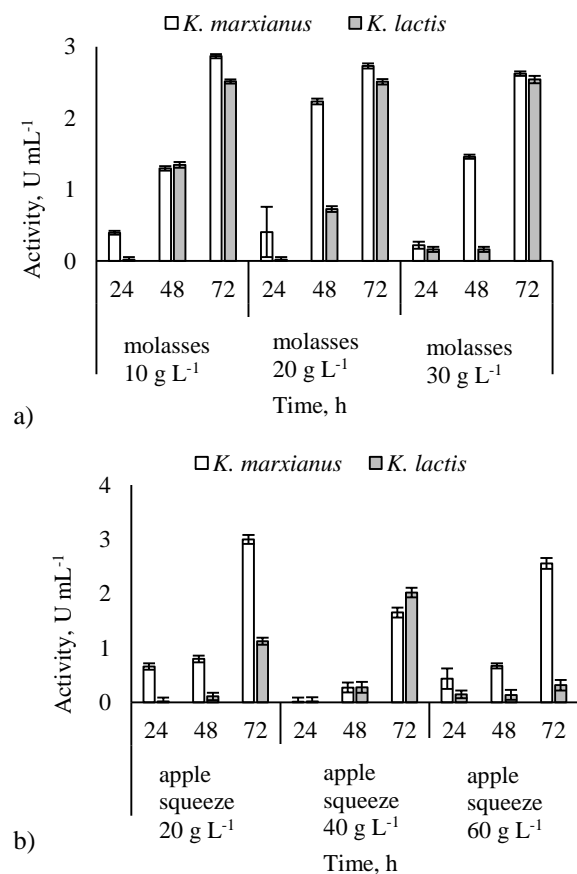 K. marxianus K. lactis
3
2
1
0
Activity, U mL-1
24 48 72 24 48 72 24 48 72
molasses 10 g L-1
molasses 20 g L-1
molasses 30 g L-1
Time, h
a)
K. marxianus K. lactis
4
3
2
1
0
Activity, U mL-1
24 48 72 24 48 72 24 48 72
apple squeeze 20 g L-1
apple squeeze 40 g L-1
apple squeeze 60 g L-1
b)
Time, h